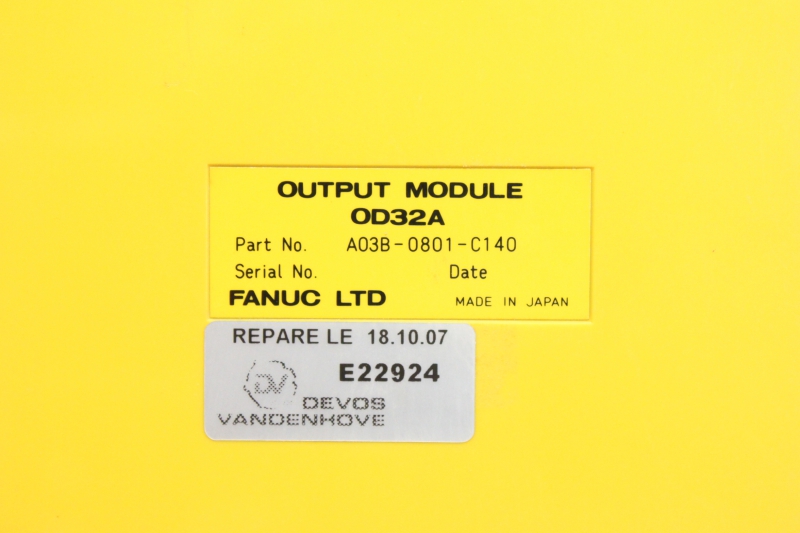 OUTPUT MODULE
OD32A
Part No. A03B-0801-C140
Serial No. Date
FANUC LTD MADE IN JAPAN
REPARE LE 18.10.07
E22924
DV
DEVOS
VANDENHOVE